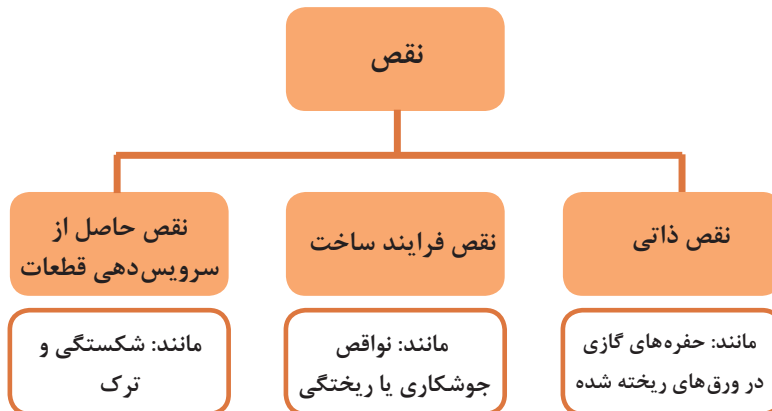 نقص
نقص ذاتی
نقص فرایند ساخت
نقص حاصل از
سرویس‌دهی قطعات
مانند: حفره‌های گازی
در ورق‌های ریخته شده
مانند: نواقص
جوشکاری یا ریختگی
مانند: شکستگی و
ترک